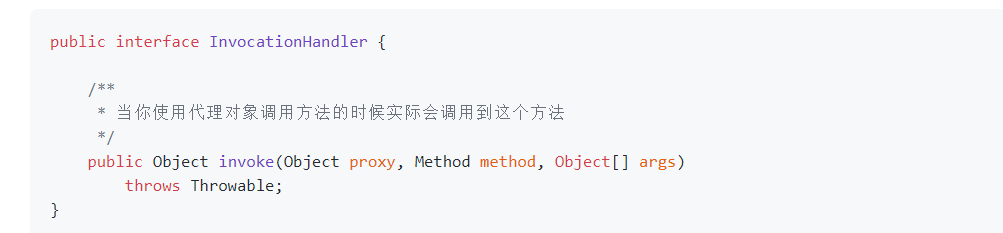 public interface InvocationHandler {
/**
* 当你使用代理对象调用方法的时候实际会调用到这个方法
*/
public Object invoke(Object proxy, Method method, Object[] args)
throws Throwable;
}